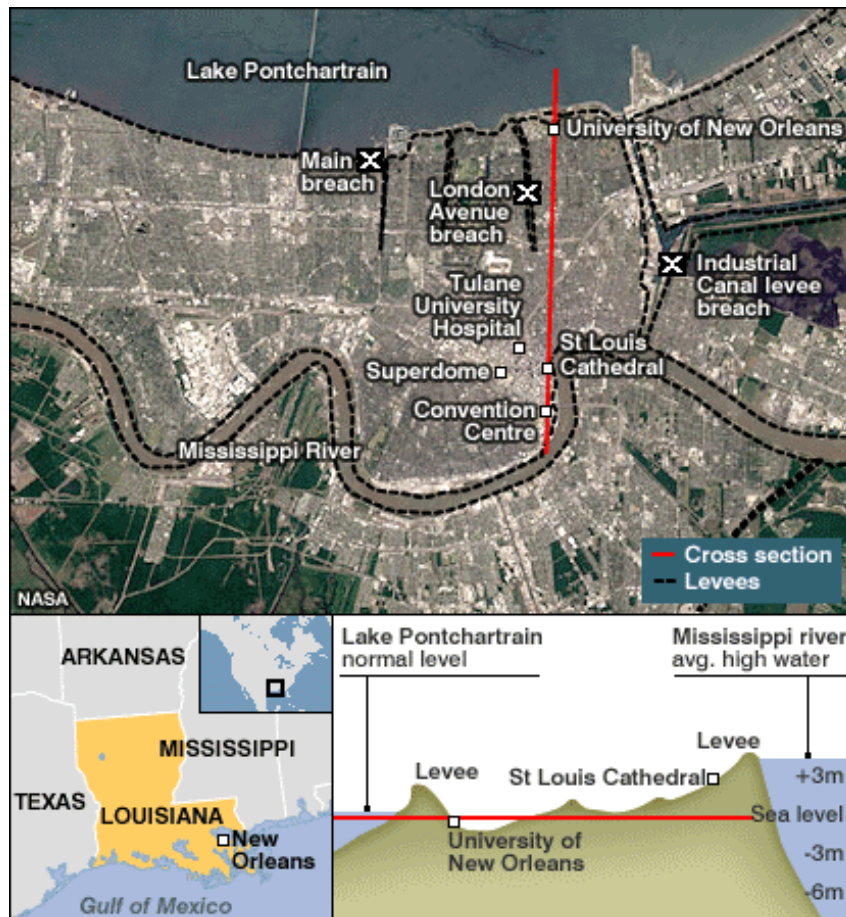 Lake Pontchartrain
University of New Orleans
Main
breach
London
Avenue
breach
Industrial
Canal levee
breach
Tulane
University
Hospital
St Louis
Cathedral
Superdome
Convention
Centre
Mississippi River
Cross section
Levees
NASA
ARKANSAS
MISSISSIPPI
TEXAS
LOUISIANA
New
Orleans
Gulf of Mexico
Lake Pontchartrain
normal level
Mississippi river
avg. high water
Levee
Levee
St Louis Cathedral
+3m
Sea level
University of
New Orleans
-3m
-6m